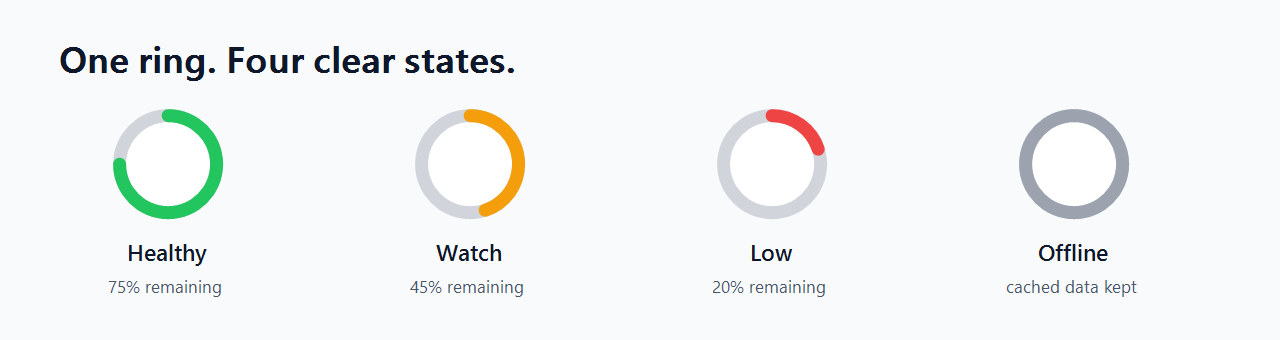 One ring. Four clear states.
Healthy
75% remaining
Watch
45% remaining
Low
20% remaining
Offline
cached data kept